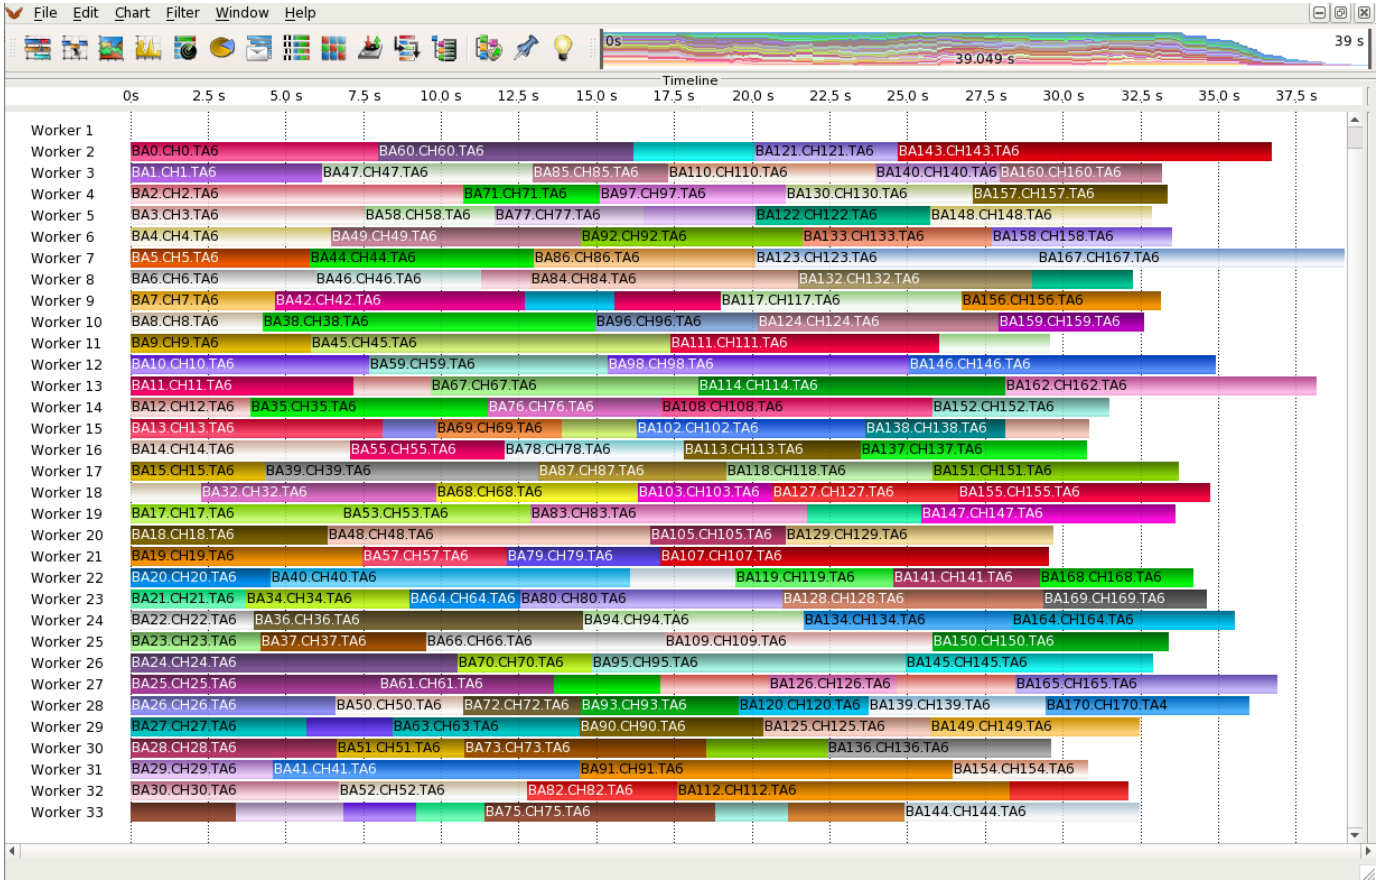 File Edit Chart Filter Window Help
0s 39 s
39.049 s
Timeline
0s 2.5 s 5.0 s 7.5 s 10.0 s 12.5 s 15.0 s 17.5 s 20.0 s 22.5 s 25.0 s 27.5 s 30.0 s 32.5 s 35.0 s 37.5 s
Worker 1
Worker 2 BA0.CH0.TA6 BA60.CH60.TA6 BA121.CH121.TA6 BA143.CH143.TA6
Worker 3 BA1.CH1.TA6 BA47.CH47.TA6 BA85.CH85.TA6 BA110.CH110.TA6 BA140.CH140.TA6 BA160.CH160.TA6
Worker 4 BA2.CH2.TA6 BA71.CH71.TA6 BA97.CH97.TA6 BA130.CH130.TA6 BA157.CH157.TA6
Worker 5 BA3.CH3.TA6 BA58.CH58.TA6 BA77.CH77.TA6 BA122.CH122.TA6 BA148.CH148.TA6
Worker 6 BA4.CH4.TA6 BA49.CH49.TA6 BA92.CH92.TA6 BA133.CH133.TA6 BA158.CH158.TA6
Worker 7 BA5.CH5.TA6 BA44.CH44.TA6 BA86.CH86.TA6 BA123.CH123.TA6 BA167.CH167.TA6
Worker 8 BA6.CH6.TA6 BA46.CH46.TA6 BA84.CH84.TA6 BA132.CH132.TA6
Worker 9 BA7.CH7.TA6 BA42.CH42.TA6 BA117.CH117.TA6 BA156.CH156.TA6
Worker 10 BA8.CH8.TA6 BA38.CH38.TA6 BA96.CH96.TA6 BA124.CH124.TA6 BA159.CH159.TA6
Worker 11 BA9.CH9.TA6 BA45.CH45.TA6 BA111.CH111.TA6
Worker 12 BA10.CH10.TA6 BA59.CH59.TA6 BA98.CH98.TA6 BA146.CH146.TA6
Worker 13 BA11.CH11.TA6 BA67.CH67.TA6 BA114.CH114.TA6 BA162.CH162.TA6
Worker 14 BA12.CH12.TA6 BA35.CH35.TA6 BA76.CH76.TA6 BA108.CH108.TA6 BA152.CH152.TA6
Worker 15 BA13.CH13.TA6 BA69.CH69.TA6 BA102.CH102.TA6 BA138.CH138.TA6
Worker 16 BA14.CH14.TA6 BA55.CH55.TA6 BA78.CH78.TA6 BA113.CH113.TA6 BA137.CH137.TA6
Worker 17 BA15.CH15.TA6 BA39.CH39.TA6 BA87.CH87.TA6 BA118.CH118.TA6 BA151.CH151.TA6
Worker 18 BA32.CH32.TA6 BA68.CH68.TA6 BA103.CH103.TA6 BA127.CH127.TA6 BA155.CH155.TA6
Worker 19 BA17.CH17.TA6 BA53.CH53.TA6 BA83.CH83.TA6 BA147.CH147.TA6
Worker 20 BA18.CH18.TA6 BA48.CH48.TA6 BA105.CH105.TA6 BA129.CH129.TA6
Worker 21 BA19.CH19.TA6 BA57.CH57.TA6 BA79.CH79.TA6 BA107.CH107.TA6
Worker 22 BA20.CH20.TA6 BA40.CH40.TA6 BA119.CH119.TA6 BA141.CH141.TA6 BA168.CH168.TA6
Worker 23 BA21.CH21.TA6 BA34.CH34.TA6 BA64.CH64.TA6 BA80.CH80.TA6 BA128.CH128.TA6 BA169.CH169.TA6
Worker 24 BA22.CH22.TA6 BA36.CH36.TA6 BA94.CH94.TA6 BA134.CH134.TA6 BA164.CH164.TA6
Worker 25 BA23.CH23.TA6 BA37.CH37.TA6 BA66.CH66.TA6 BA109.CH109.TA6 BA150.CH150.TA6
Worker 26 BA24.CH24.TA6 BA70.CH70.TA6 BA95.CH95.TA6 BA145.CH145.TA6
Worker 27 BA25.CH25.TA6 BA61.CH61.TA6 BA126.CH126.TA6 BA165.CH165.TA6
Worker 28 BA26.CH26.TA6 BA50.CH50.TA6 BA72.CH72.TA6 BA93.CH93.TA6 BA120.CH120.TA6 BA139.CH139.TA6 BA170.CH170.TA4
Worker 29 BA27.CH27.TA6 BA63.CH63.TA6 BA90.CH90.TA6 BA125.CH125.TA6 BA149.CH149.TA6
Worker 30 BA28.CH28.TA6 BA51.CH51.TA6 BA73.CH73.TA6 BA136.CH136.TA6
Worker 31 BA29.CH29.TA6 BA41.CH41.TA6 BA91.CH91.TA6 BA154.CH154.TA6
Worker 32 BA30.CH30.TA6 BA52.CH52.TA6 BA82.CH82.TA6 BA112.CH112.TA6
Worker 33 BA75.CH75.TA6 BA144.CH144.TA6